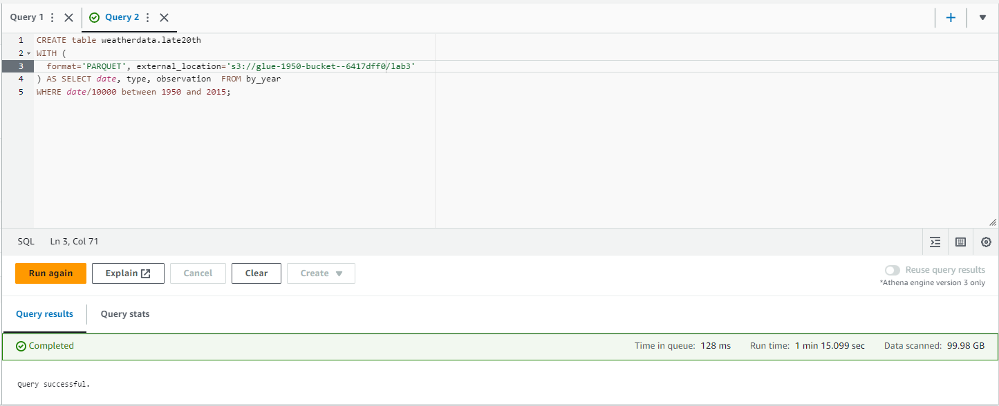 Query 1 Query 2
1 CREATE table weatherdata.late20th
2 WITH (
3 format='PARQUET', external_location='s3://glue-1950-bucket--6417dff0/lab3'
4 ) AS SELECT date, type, observation  FROM by_year
5 WHERE date/10000 between 1950 and 2015;
SQL Ln 3, Col 71
Run again Explain Cancel Clear Create Reuse query results
*Athena engine version 3 only
Query results Query stats
Completed Time in queue: 128 ms Run time: 1 min 15.099 sec Data scanned: 99.98 GB
Query successful.